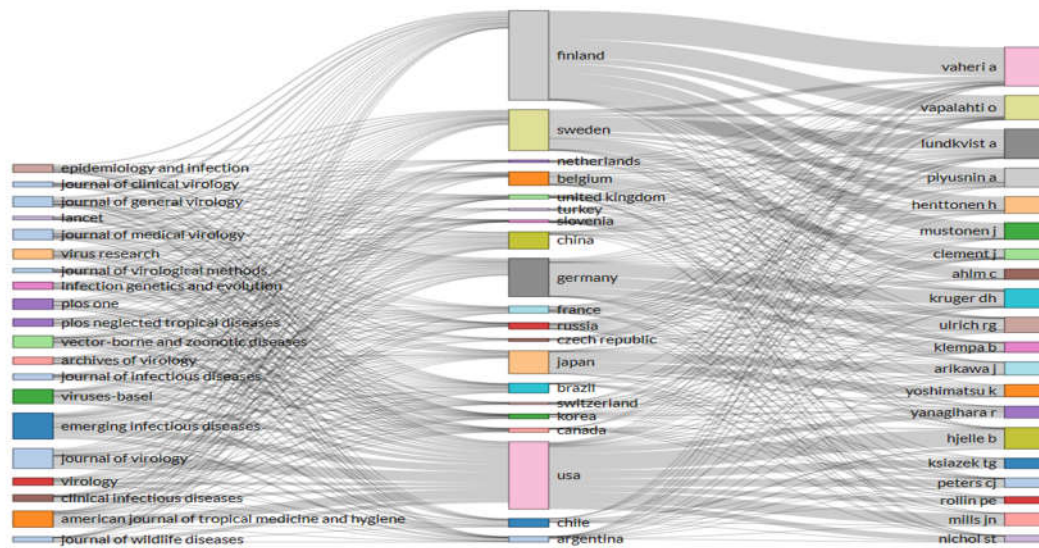 epidemiology and infection
journal of clinical virology
journal of general virology
lancet
journal of medical virology
virus research
journal of virological methods
infection genetics and evolution
plos one
plos neglected tropical diseases
vector-borne and zoonotic diseases
archives of virology
journal of infectious diseases
viruses-basel
emerging infectious diseases
journal of virology
virology
clinical infectious diseases
american journal of tropical medicine and hygiene
journal of wildlife diseases
finland
sweden
netherlands
belgium
united kingdom
turkey
slovenia
china
germany
france
russia
czech republic
japan
brazil
switzerland
korea
canada
usa
chile
argentina
vaheri a
vapalahti o
lundkvist a
plyusnin a
henttonen h
mustonen j
clement j
ahlm c
kruger dh
ulrich rg
klempa b
arikawa j
yoshimatsu k
yanagihara r
hjelle b
ksiazek tg
peters cj
rollin pe
mills jn
nichol st